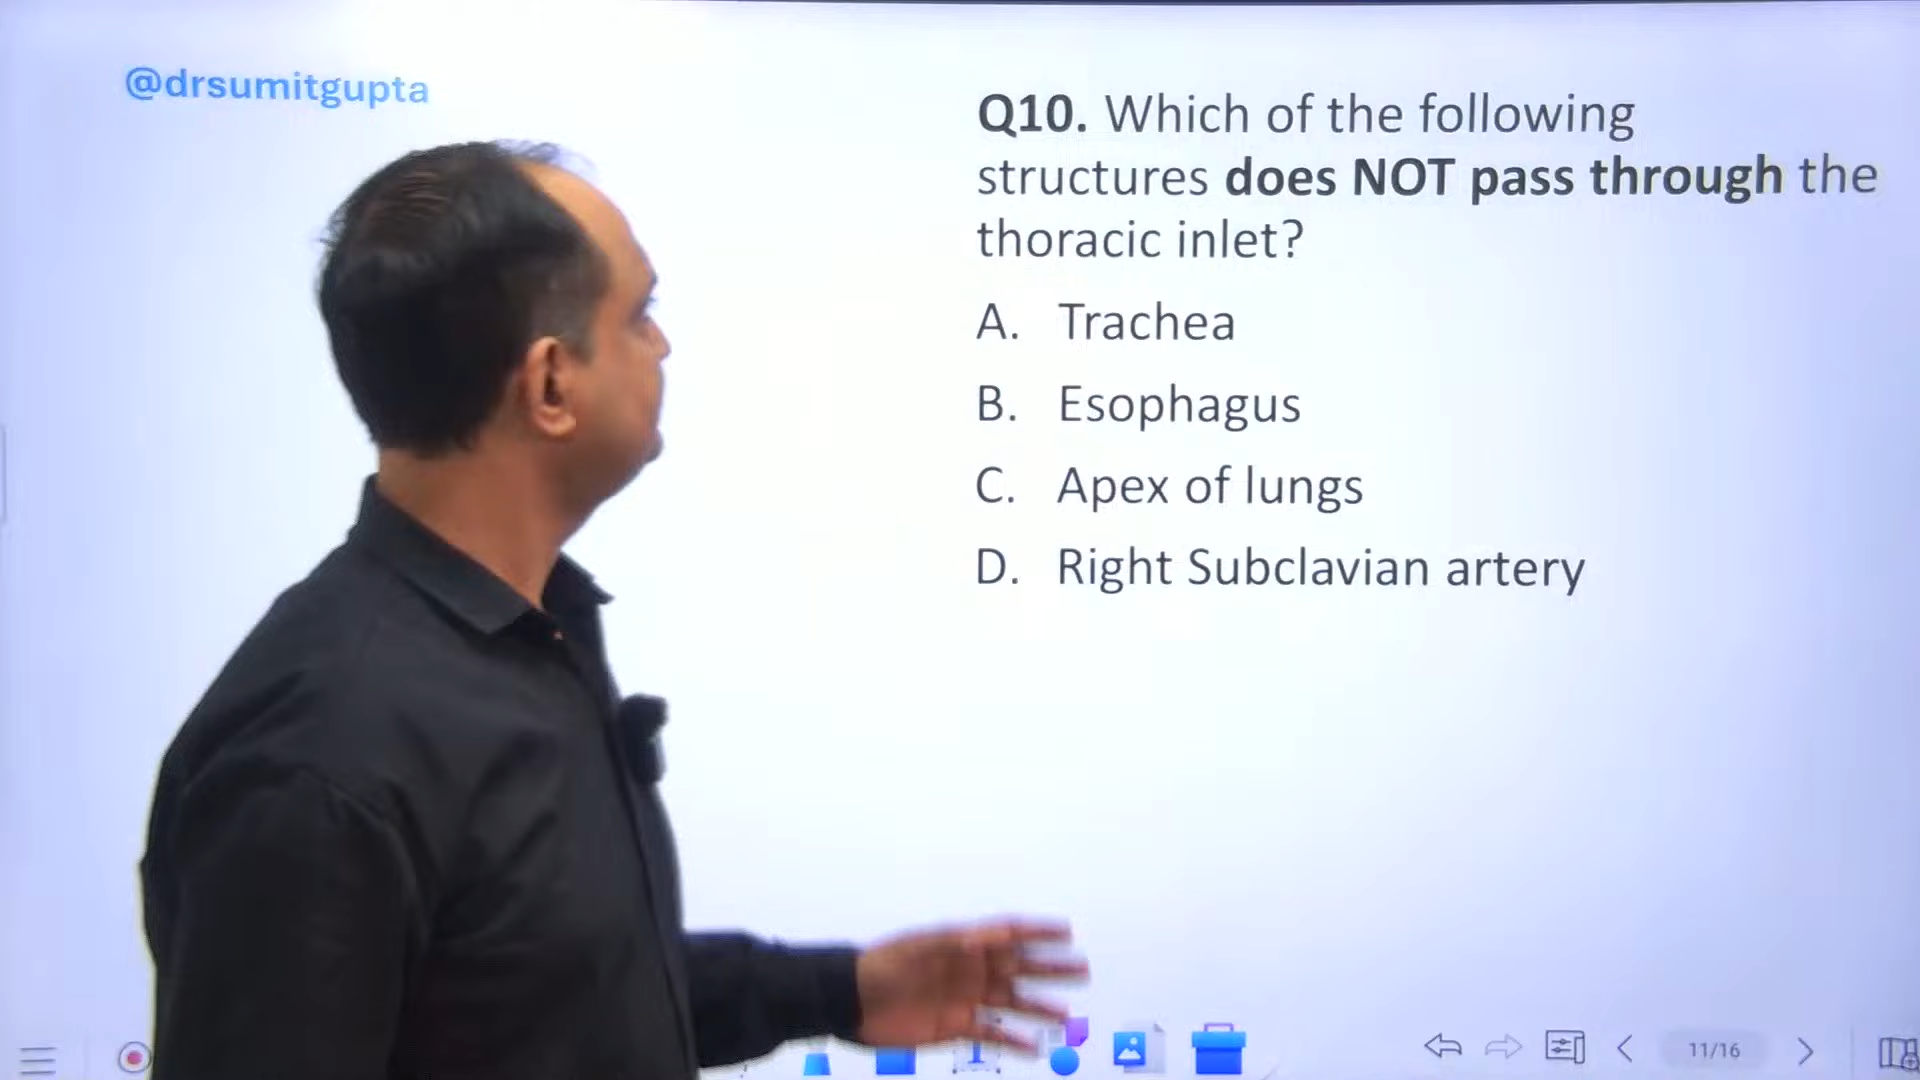 @drsumitgupta
Q10. Which of the following
structures does NOT pass through the
thoracic inlet?
A. Trachea
B. Esophagus
C. Apex of lungs
D. Right Subclavian artery
11/16